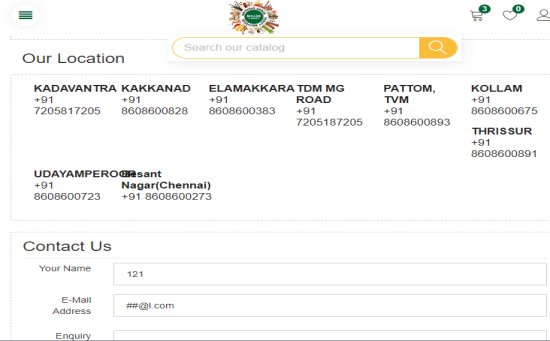 3
0
Search our catalog
Our Location
KADAVANTRA
+91
7205817205
KAKKANAD
+91
8608600828
ELAMAKKARA
+91
8608600383
TDM MG
ROAD
+91
7205187205
PATTOM,
TVM
+91
8608600893
KOLLAM
+91
8608600675
THRISSUR
+91
8608600891
UDAYAMPEROOR
+91
8608600723
Besant
Nagar(Chennai)
+91 8608600273
Contact Us
Your Name
121
E-Mail
Address
##@l.com
Enquiry